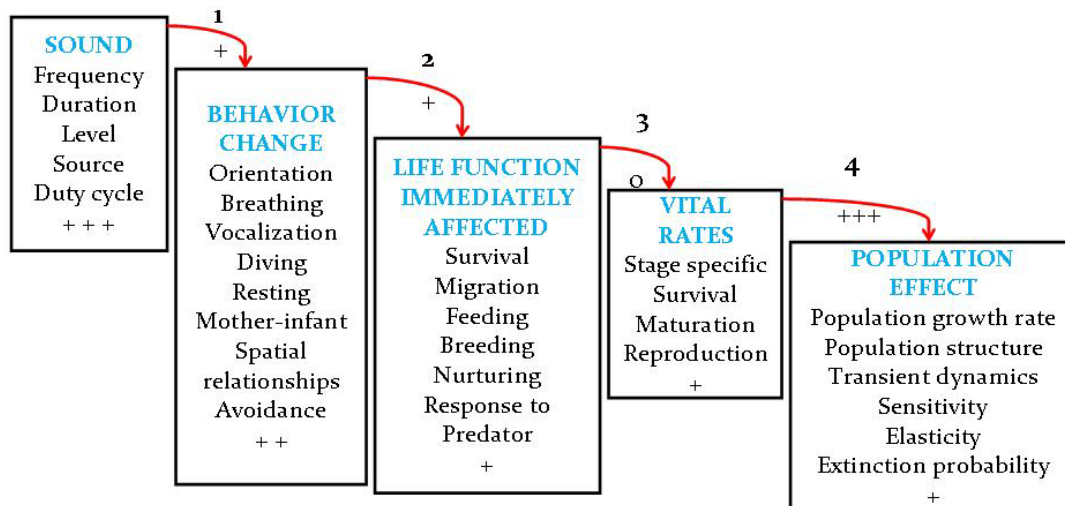 1
+
SOUND
Frequency
Duration
Level
Source
Duty cycle
+ + +
2
+
BEHAVIOR
CHANGE
Orientation
Breathing
Vocalization
Diving
Resting
Mother-infant
Spatial
relationships
Avoidance
+ +
3
o
LIFE FUNCTION
IMMEDIATELY
AFFECTED
Survival
Migration
Feeding
Breeding
Nurturing
Response to
Predator
+
4
+++
VITAL
RATES
Stage specific
Survival
Maturation
Reproduction
+
POPULATION
EFFECT
Population growth rate
Population structure
Transient dynamics
Sensitivity
Elasticity
Extinction probability
+